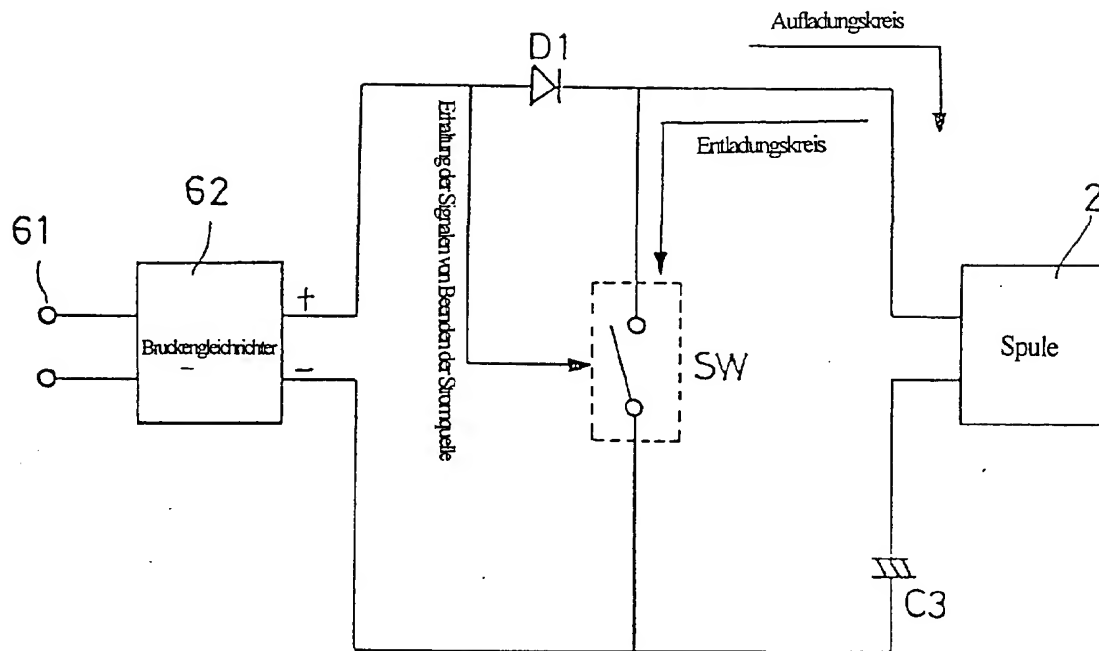 Aufladungskreis
D1
Entladungskreis
Erhaltung der Signalen von Beenden der Stromquelle
62
61
2
+
Bruckengleichrichter
-
SW
Spule
C3